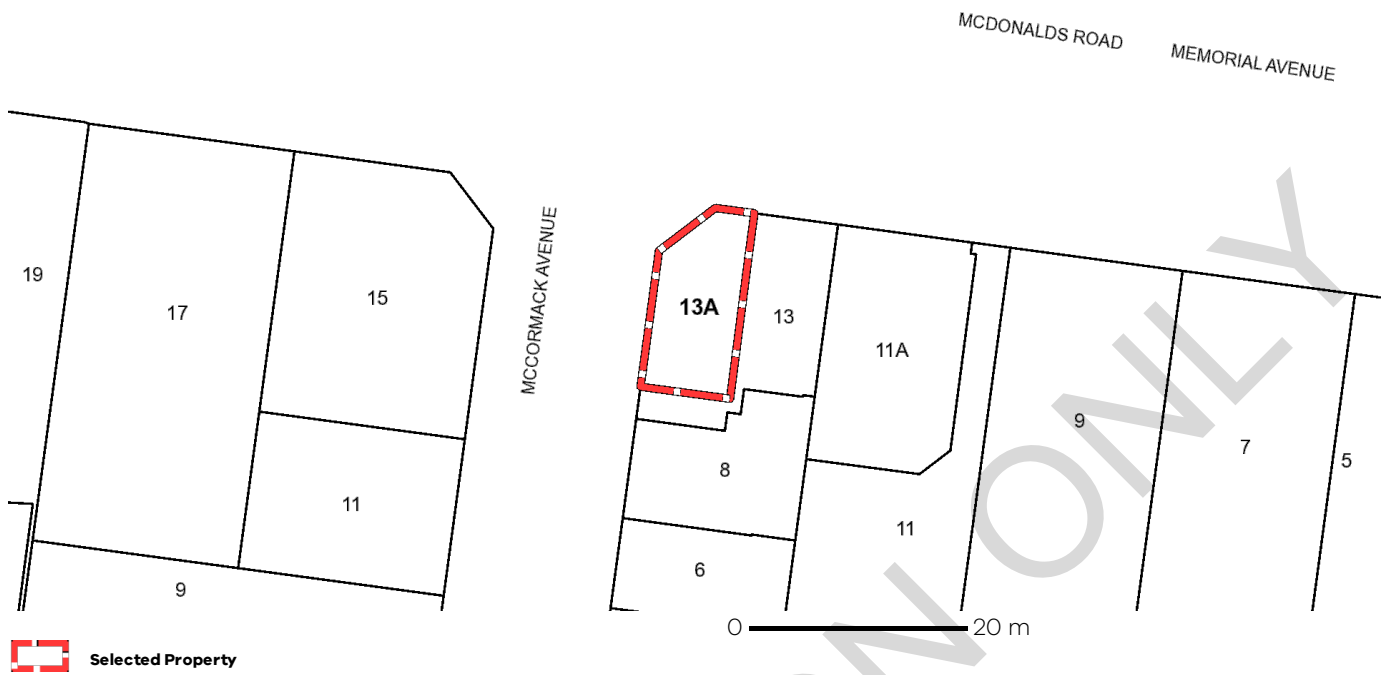 MCDONALDS ROAD
MEMORIAL AVENUE
MCCORMACK AVENUE
19
17
15
13A
13
11A
9
7
5
8
11
11
6
9
0 20 m
Selected Property
N ONLY